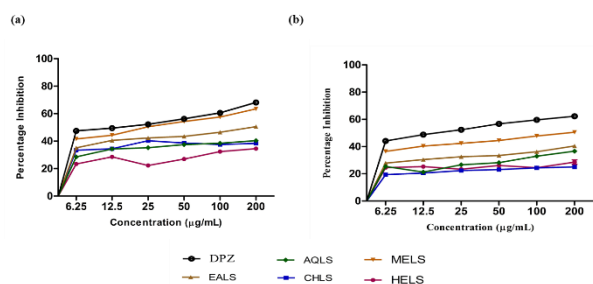 (a)
Percentage Inhibition
100
80
60
40
20
0
6.25 12.5 25 50 100 200
Concentration (µg/mL)
(b)
Percentage Inhibition
100
80
60
40
20
0
6.25 12.5 25 50 100 200
Concentration (µg/mL)
DPZ AQLS MELS
EALS CHLS HELS